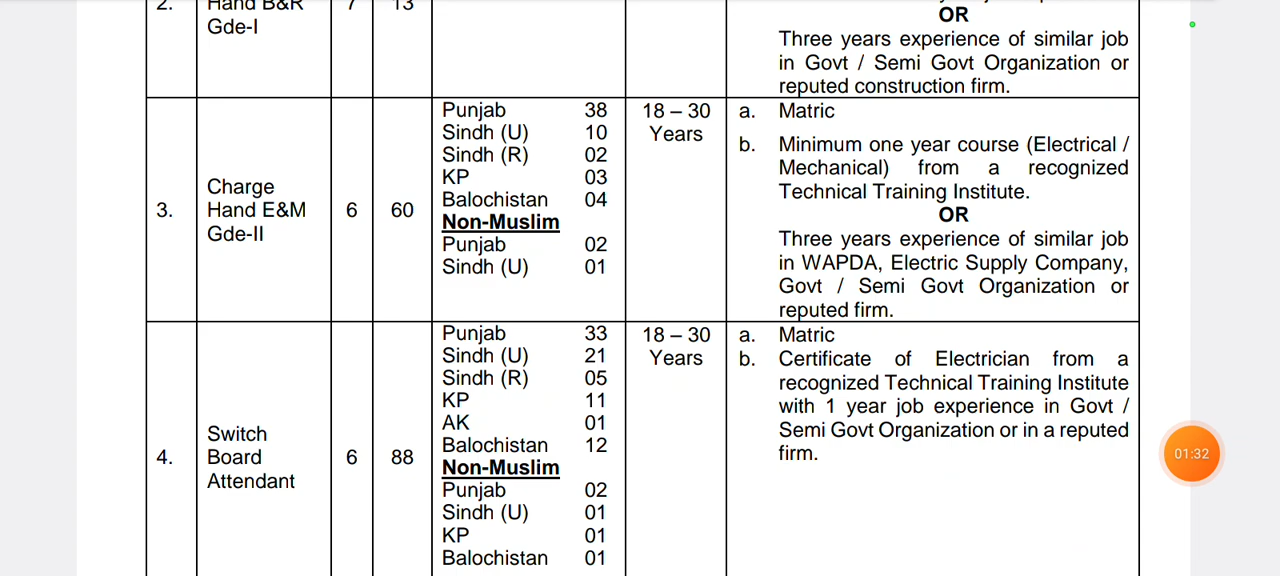 2. Hand B&R 7 13
Gde-I
OR
Three years experience of similar job
in Govt / Semi Govt Organization or
reputed construction firm.
3.
Charge
Hand E&M
Gde-II
6
60
Punjab 38
Sindh (U) 10
Sindh (R) 02
KP 03
Balochistan 04
Non-Muslim
Punjab 02
Sindh (U) 01
18 – 30
Years
a. Matric
b. Minimum one year course (Electrical /
Mechanical) from a recognized
Technical Training Institute.
OR
Three years experience of similar job
in WAPDA, Electric Supply Company,
Govt / Semi Govt Organization or
reputed firm.
4.
Switch
Board
Attendant
6
88
Punjab 33
Sindh (U) 21
Sindh (R) 05
KP 11
AK 01
Balochistan 12
Non-Muslim
Punjab 02
Sindh (U) 01
KP 01
Balochistan 01
18 – 30
Years
a. Matric
b. Certificate of Electrician from a
recognized Technical Training Institute
with 1 year job experience in Govt /
Semi Govt Organization or in a reputed
firm.
01:32